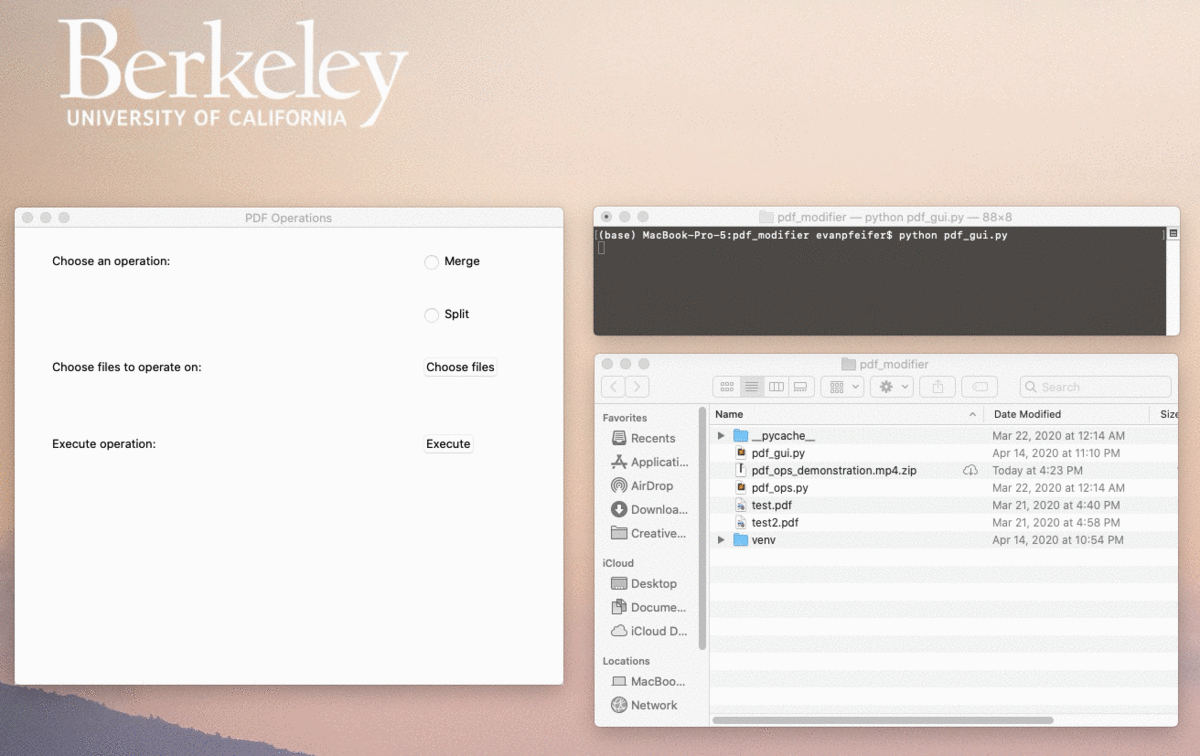 Berkeley
UNIVERSITY OF CALIFORNIA
PDF Operations
Choose an operation:
Merge
Split
Choose files to operate on:
Choose files
Execute operation:
Execute
pdf_modifier — python pdf_gui.py — 88×8
(base) MacBook-Pro-5:pdf_modifier evanpfeifer$ python pdf_gui.py
pdf_modifier
Search
Favorites
Recents
Applicati...
AirDrop
Downloa...
Creative...
iCloud
Desktop
Docume...
iCloud D...
Locations
MacBoo...
Network
Name Date Modified Size
__pycache__ Mar 22, 2020 at 12:14 AM
pdf_gui.py Apr 14, 2020 at 11:10 PM
pdf_ops_demonstration.mp4.zip Today at 4:23 PM
pdf_ops.py Mar 22, 2020 at 12:14 AM
test.pdf Mar 21, 2020 at 4:40 PM
test2.pdf Mar 21, 2020 at 4:58 PM
venv Apr 14, 2020 at 10:54 PM